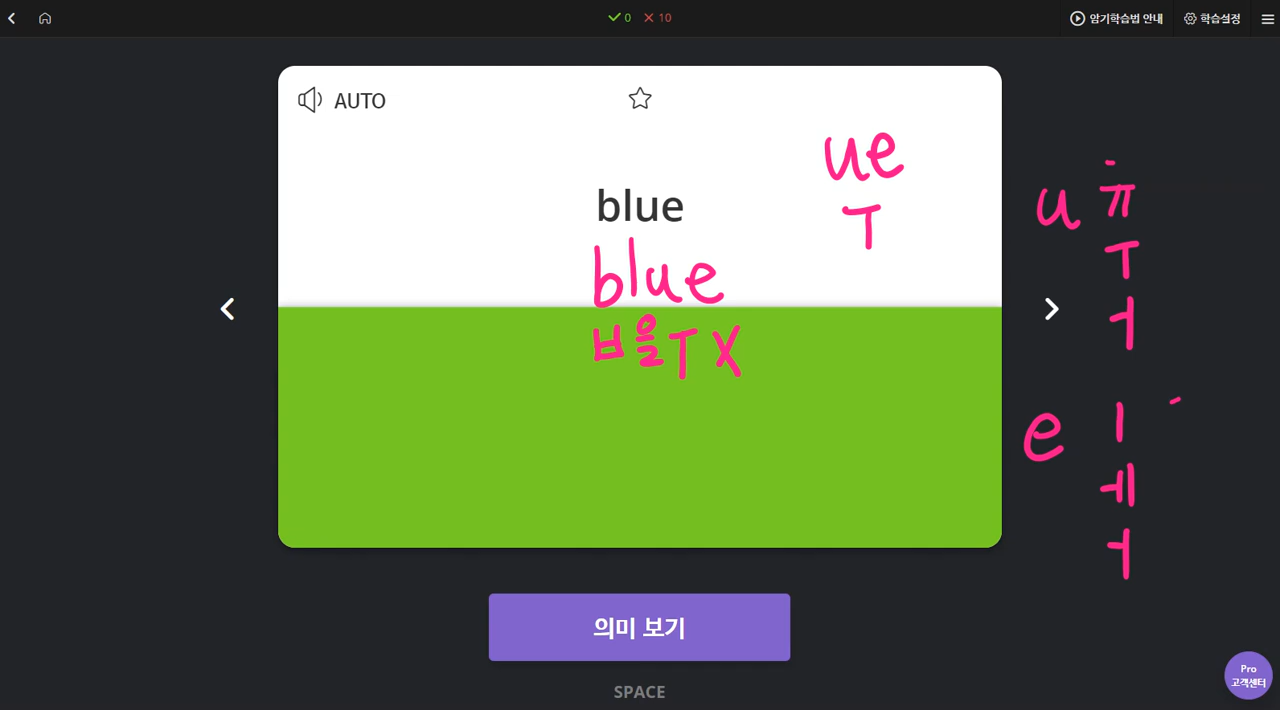 0 10 암기학습법 안내 학습설정
AUTO
blue
blue
ue
ㅜ
브을ㅜX
u ㅠ
ㅜ
ㅓ
e ㅣ
ㅔ
ㅓ
의미 보기
SPACE
Pro
고객센터